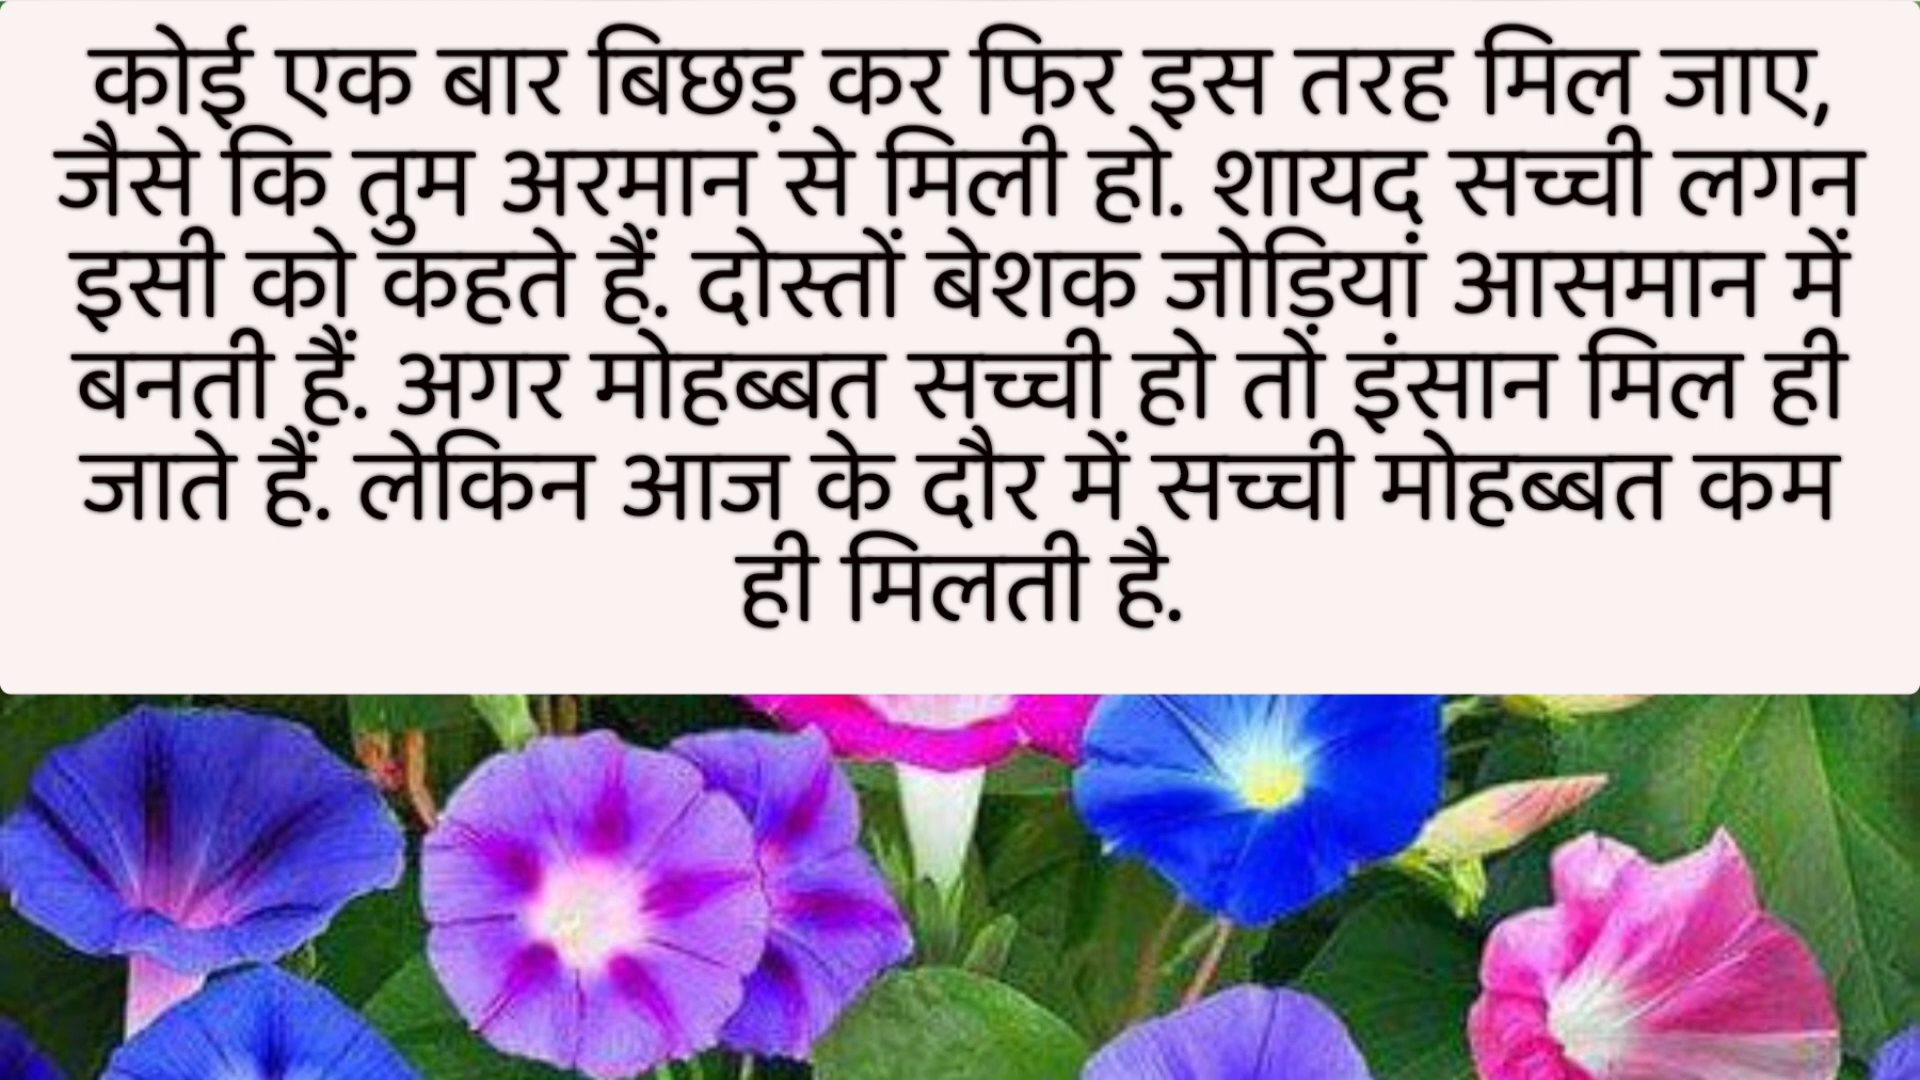 कोई एक बार बिछड़ कर फिर इस तरह मिल जाए,
जैसे कि तुम अरमान से मिली हो. शायद सच्ची लगन
इसी को कहते हैं. दोस्तों बेशक जोड़ियां आसमान में
बनती हैं. अगर मोहब्बत सच्ची हो तो इंसान मिल ही
जाते हैं. लेकिन आज के दौर में सच्ची मोहब्बत कम
ही मिलती है.